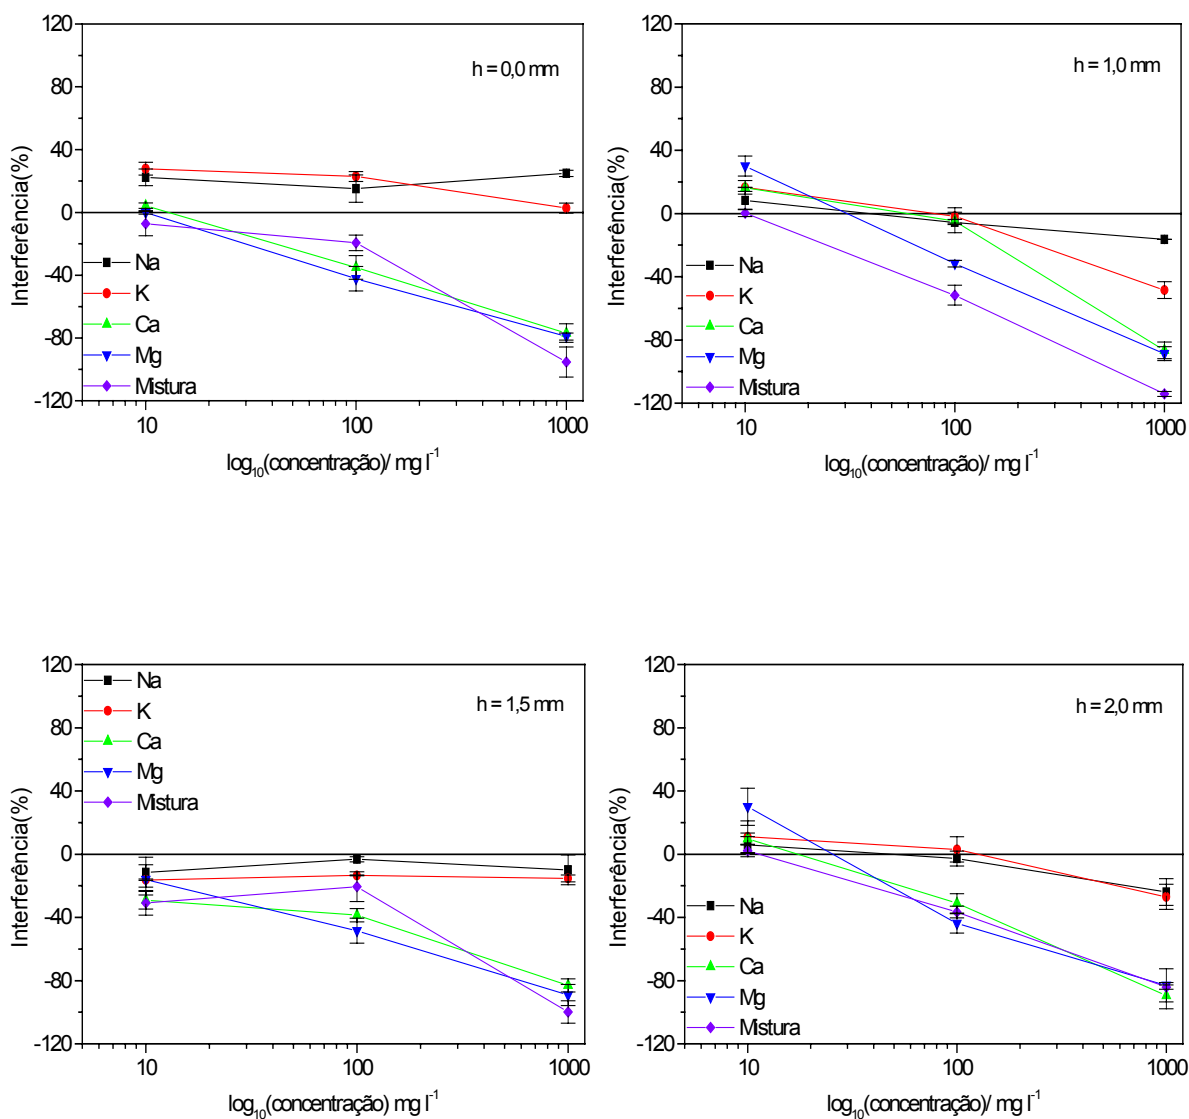 120
80
40
0
-40
-80
-120
Interferência(%)
h = 0,0 mm
Na
K
Ca
Mg
Mistura
10
100
1000
log10(concentração)/ mg l-1
120
80
40
0
-40
-80
-120
Interferência(%)
h = 1,0 mm
Na
K
Ca
Mg
Mistura
10
100
1000
log10(concentração)/ mg l-1
120
80
40
0
-40
-80
-120
Interferência(%)
h = 1,5 mm
Na
K
Ca
Mg
Mistura
10
100
1000
log10(concentração) mg l-1
120
80
40
0
-40
-80
-120
Interferência(%)
h = 2,0 mm
Na
K
Ca
Mg
Mistura
10
100
1000
log10(concentração)/ mg l-1